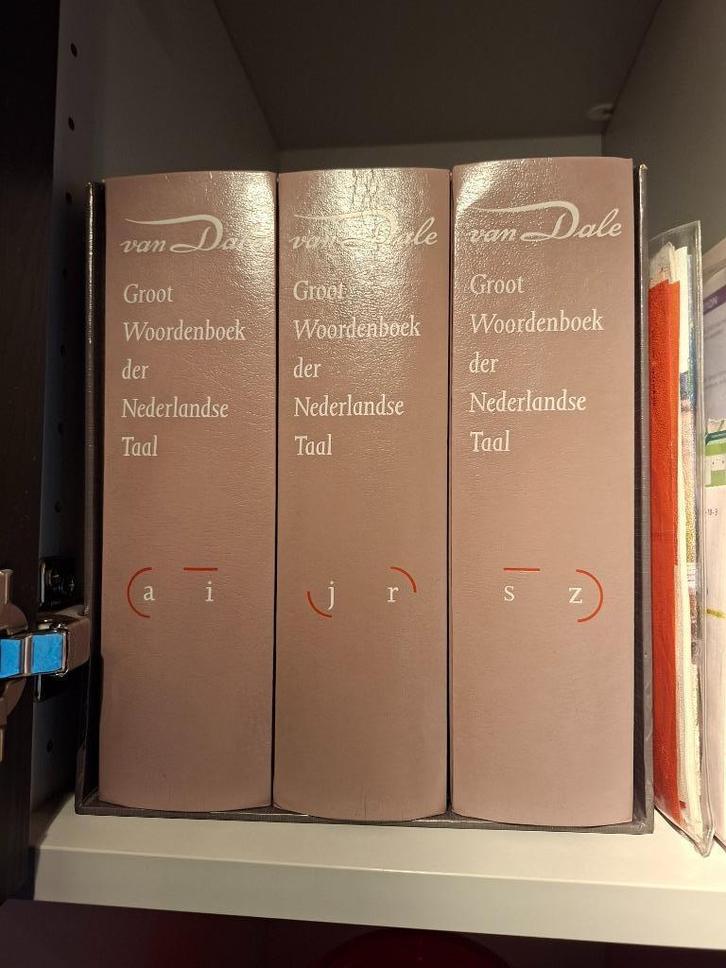 van Dale
Groot
Woordenboek
der
Nederlandse
Taal
a i
van Dale
Groot
Woordenboek
der
Nederlandse
Taal
j r
van Dale
Groot
Woordenboek
der
Nederlandse
Taal
s z